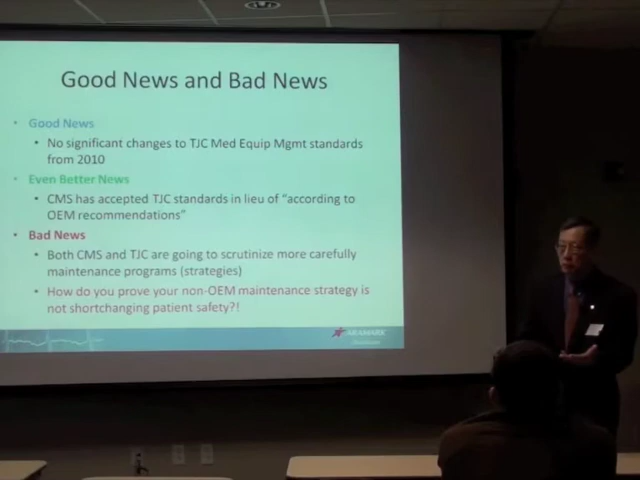 Good News and Bad News
• Good News
• No significant changes to TJC Med Equip Mgmt standards
from 2010
• Even Better News
• CMS has accepted TJC standards in lieu of “according to
OEM recommendations”
• Bad News
• Both CMS and TJC are going to scrutinize more carefully
maintenance programs (strategies)
• How do you prove your non-OEM maintenance strategy is
not shortchanging patient safety?!
ARAMARK